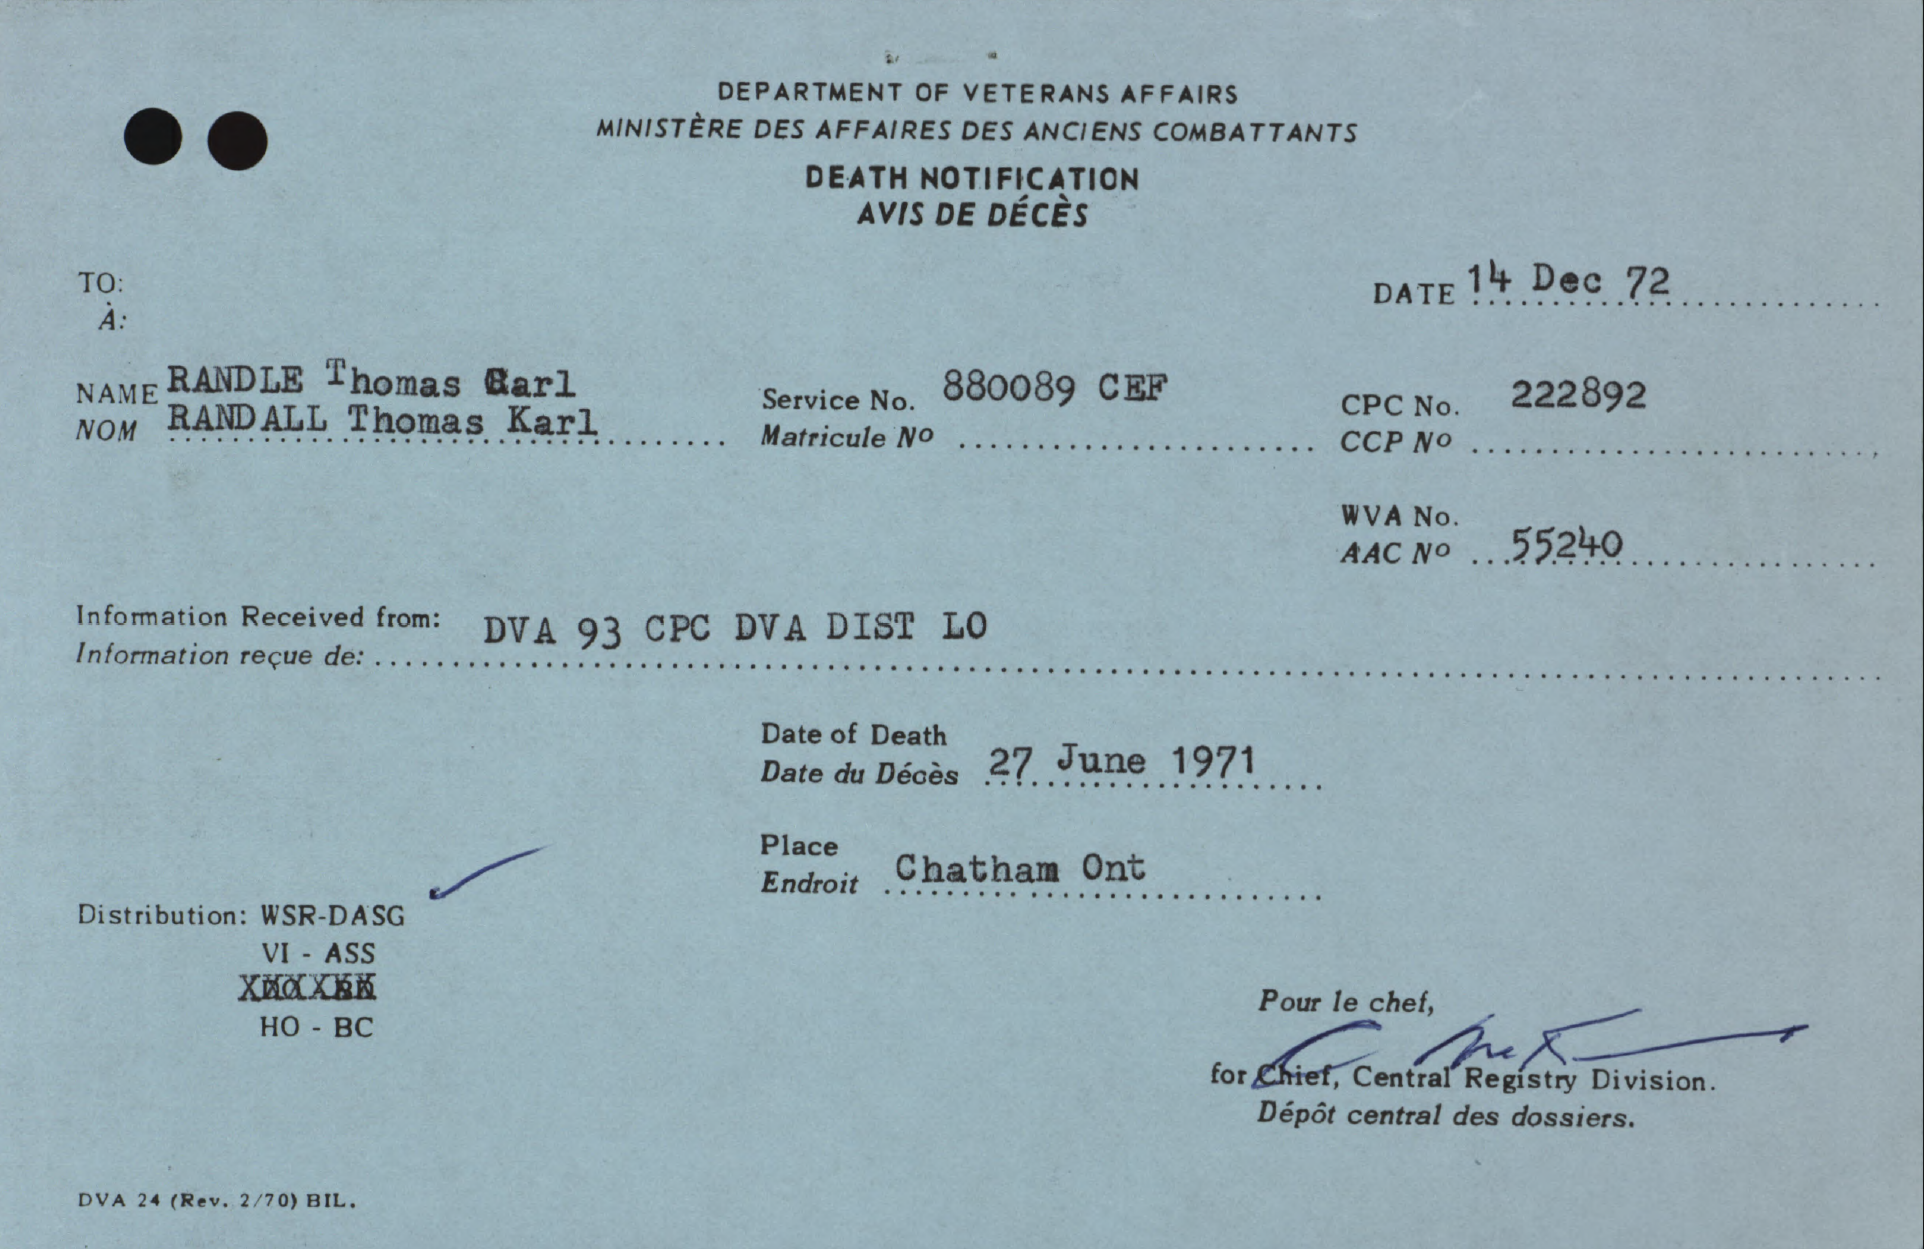 DEPARTMENT OF VETERANS AFFAIRS
MINISTÈRE DES AFFAIRES DES ANCIENS COMBATTANTS
DEATH NOTIFICATION
AVIS DE DÉCÈS
TO:
À:
DATE 14 Dec 72
NAME RANDLE Thomas Carl
NOM RANDALL Thomas Karl
Service No. 880089 CEF
Matricule Nº
CPC No. 222892
CCP Nº
WVA No.
AAC Nº 55240
Information Received from: DVA 93 CPC DVA DIST LO
Information reçue de:
Date of Death
Date du Décès 27 June 1971
Place
Endroit Chatham Ont
Distribution: WSR-DASG
VI - ASS
HO - BC
Pour le chef,
for Chief, Central Registry Division.
Dépôt central des dossiers.
DVA 24 (Rev. 2/70) BIL.